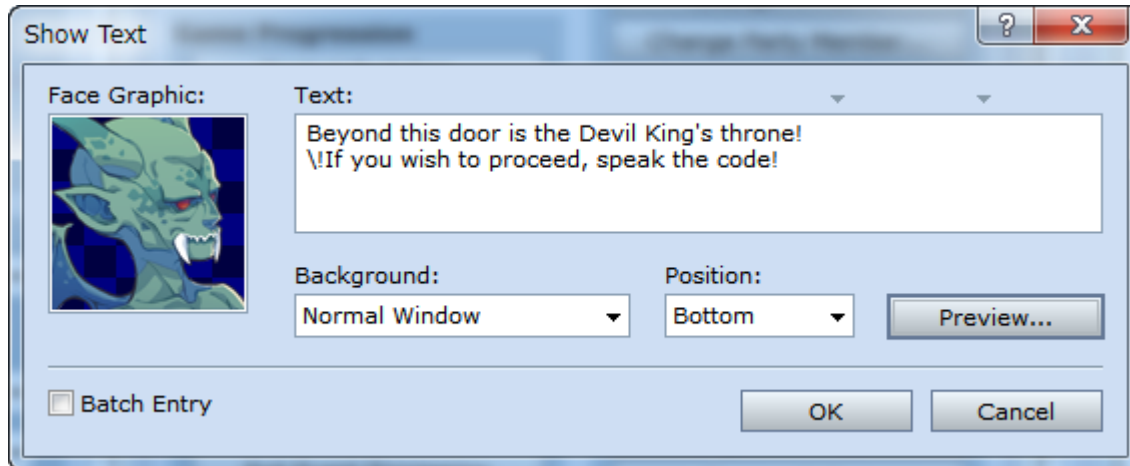 Show Text
Face Graphic:
Text:
Beyond this door is the Devil King's throne!
\!If you wish to proceed, speak the code!
Background:
Position:
Normal Window
Bottom
Preview...
Batch Entry
OK
Cancel